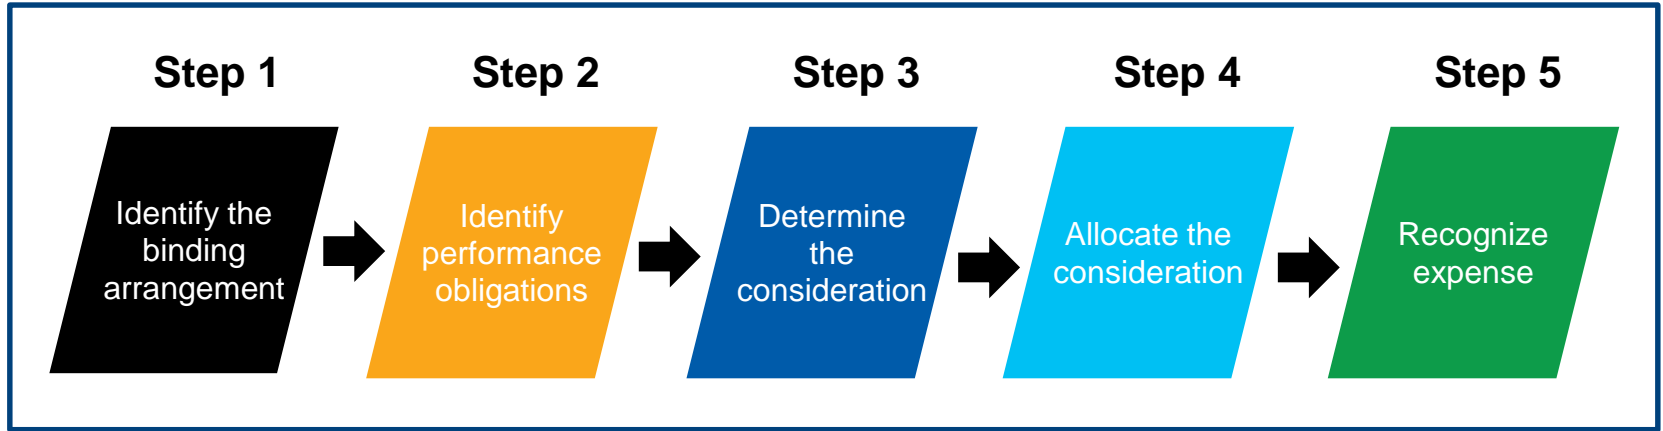 Step 1
Step 2
Step 3
Step 4
Step 5
Identify the
binding
arrangement
Identify
performance
obligations
Determine
the
consideration
Allocate the
consideration
Recognize
expense